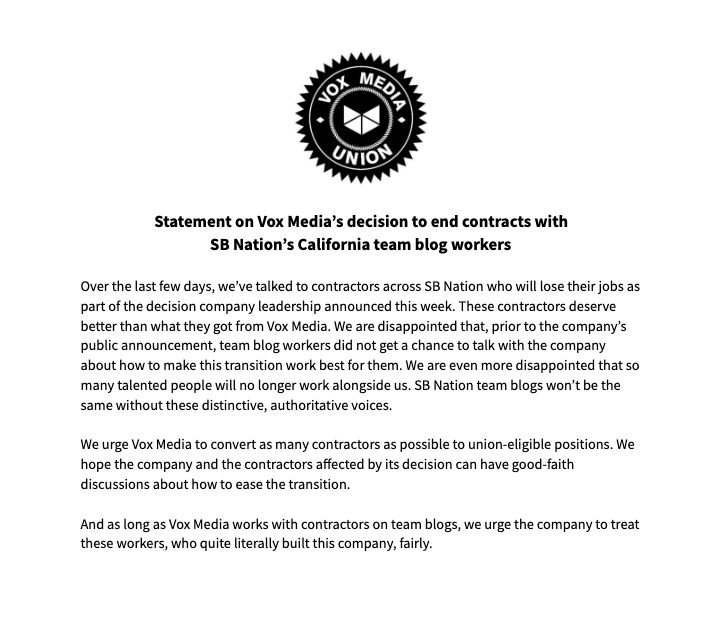 VOX MEDIA
UNION
Statement on Vox Media’s decision to end contracts with
SB Nation’s California team blog workers
Over the last few days, we’ve talked to contractors across SB Nation who will lose their jobs as
part of the decision company leadership announced this week. These contractors deserve
better than what they got from Vox Media. We are disappointed that, prior to the company’s
public announcement, team blog workers did not get a chance to talk with the company
about how to make this transition work best for them. We are even more disappointed that so
many talented people will no longer work alongside us. SB Nation team blogs won’t be the
same without these distinctive, authoritative voices.
We urge Vox Media to convert as many contractors as possible to union-eligible positions. We
hope the company and the contractors affected by its decision can have good-faith
discussions about how to ease the transition.
And as long as Vox Media works with contractors on team blogs, we urge the company to treat
these workers, who quite literally built this company, fairly.